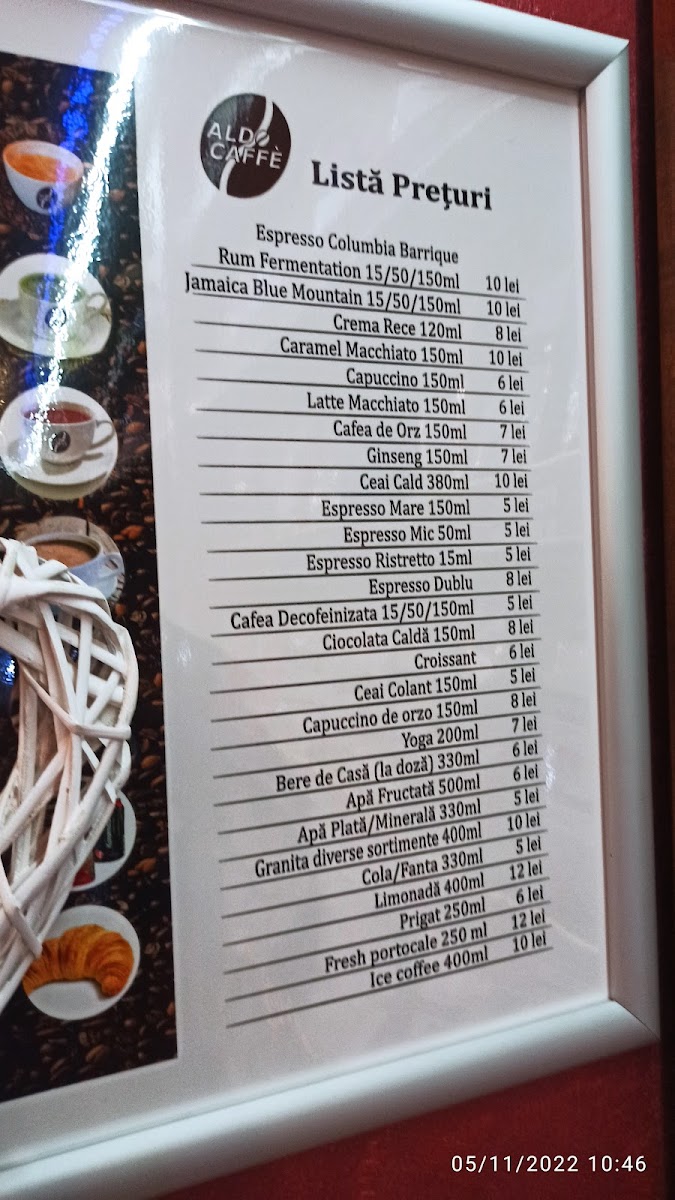 ALDO
CAFFÈ
Listă Prețuri
Espresso Columbia Barrique
Rum Fermentation 15/50/150ml 10 lei
Jamaica Blue Mountain 15/50/150ml 10 lei
Crema Rece 120ml 8 lei
Caramel Macchiato 150ml 10 lei
Capuccino 150ml 6 lei
Latte Macchiato 150ml 6 lei
Cafea de Orz 150ml 7 lei
Ginseng 150ml 7 lei
Ceai Cald 380ml 10 lei
Espresso Mare 150ml 5 lei
Espresso Mic 50ml 5 lei
Espresso Ristretto 15ml 5 lei
Espresso Dublu 8 lei
Cafea Decofeinizata 15/50/150ml 5 lei
Ciocolata Caldă 150ml 8 lei
Croissant 6 lei
Ceai Colant 150ml 5 lei
Capuccino de orzo 150ml 8 lei
Yoga 200ml 7 lei
Bere de Casă (la doză) 330ml 6 lei
Apă Fructată 500ml 6 lei
Apă Plată/Minerală 330ml 5 lei
Granita diverse sortimente 400ml 10 lei
Cola/Fanta 330ml 5 lei
Limonadă 400ml 12 lei
Prigat 250ml 6 lei
Fresh portocale 250 ml 12 lei
Ice coffee 400ml 10 lei
05/11/2022 10:46